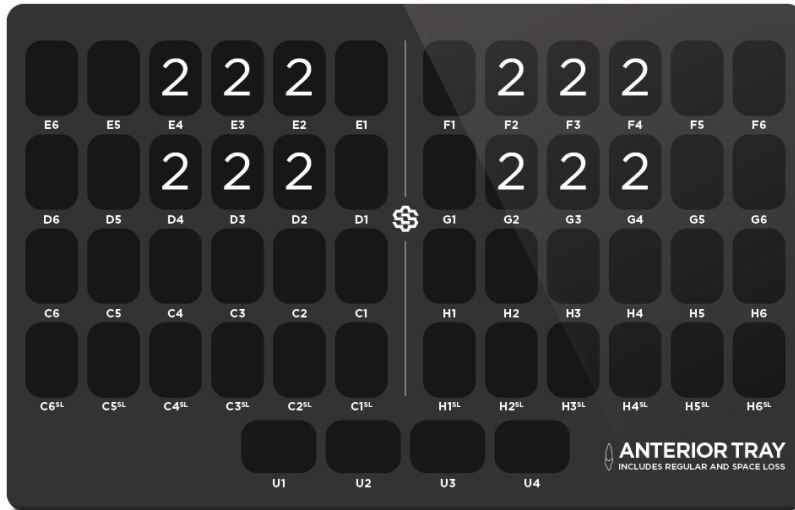 2 2 2 2 2 2
E6 E5 E4 E3 E2 E1 F1 F2 F3 F4 F5 F6
2 2 2 2 2 2
D6 D5 D4 D3 D2 D1 G1 G2 G3 G4 G5 G6
C6 C5 C4 C3 C2 C1 H1 H2 H3 H4 H5 H6
C6SL C5SL C4SL C3SL C2SL C1SL H1SL H2SL H3SL H4SL H5SL H6SL
U1 U2 U3 U4
ANTERIOR TRAY
INCLUDES REGULAR AND SPACE LOSS